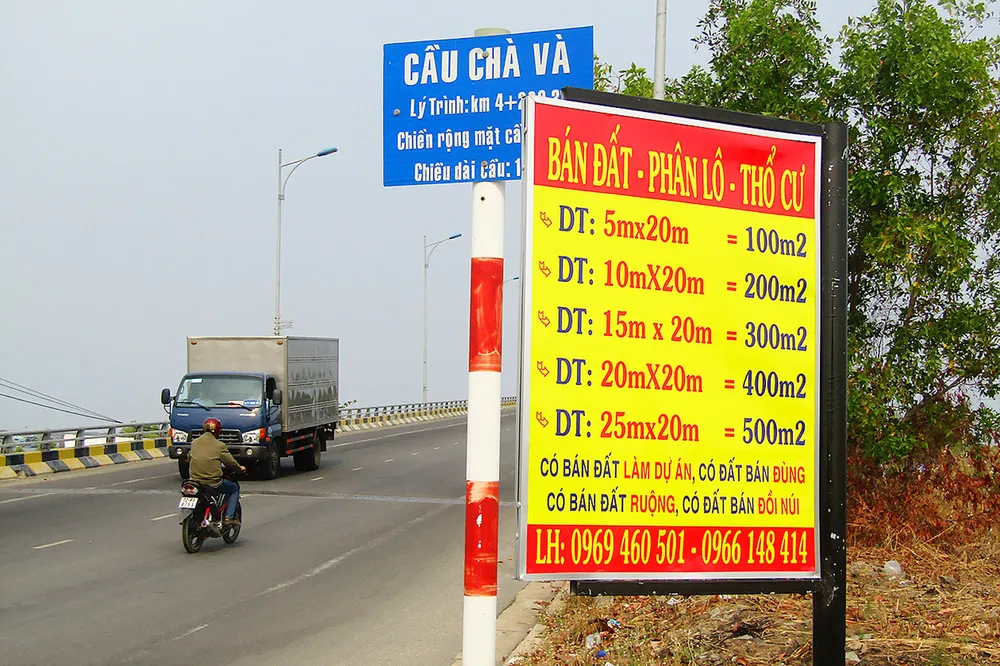 CẦU CHÀ VÀ
Lý Trình: km 4+
Chiền rộng mặt
Chiều dài cầu:
BÁN ĐẤT - PHÂN LÔ - THỔ CƯ
DT: 5mx20m = 100m2
DT: 10mX20m = 200m2
DT: 15m x 20m = 300m2
DT: 20mX20m = 400m2
DT: 25mx20m = 500m2
CÓ BÁN ĐẤT LÀM DỰ ÁN, CÓ ĐẤT BÁN ĐÙNG
CÓ BÁN ĐẤT RUỘNG, CÓ ĐẤT BÁN ĐỒI NÚI
LH: 0969 460 501 - 0966 148 414